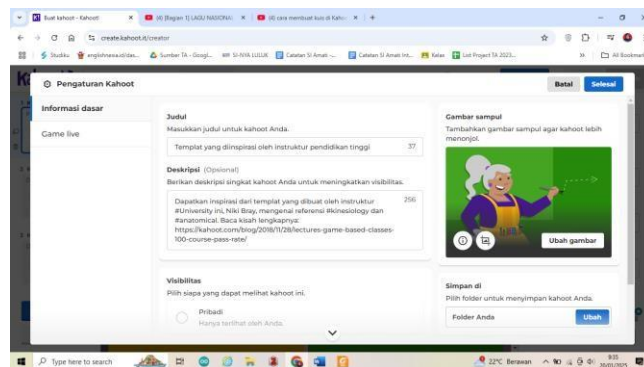 Buat kahoot - Kahoot!
(4) [Bagian 1] LAGU NASIONAL
(4) cara membuat kuis di Kaho
create.kahoot.it/creator
Studiku
Sumber TA - Googl...
Catatan Si Amat -...
Catatan Si Amat Int...
Kelas
List Project TA 2023...
All Bookmar
Pengaturan Kahoot
Batal
Selesai
Informasi dasar
Game live
Judul
Masukkan judul untuk kahoot Anda.
Templat yang diinspirasi oleh instruktur pendidikan tinggi
37
Deskripsi (Opsional)
Berikan deskripsi singkat kahoot Anda untuk meningkatkan visibilitas.
Dapatkan inspirasi dari templat yang dibuat oleh instruktur
256
#University ini, Niki Bray, mengenai referensi #kinesiology dan
#anatomical. Baca kisah lengkapnya:
https://kahoot.com/blog/2018/11/28/lectures-game-based-classes-
100-course-pass-rate/
Visibilitas
Pilih siapa yang dapat melihat kahoot ini.
Pribadi
Hanya terlihat oleh Anda.
Gambar sampul
Tambahkan gambar sampul agar kahoot lebih
menonjol.
Ubah gambar
Simpan di
Pilih folder untuk menyimpan kahoot Anda.
Folder Anda
Ubah
Type here to search
22°C Berawan
9:35